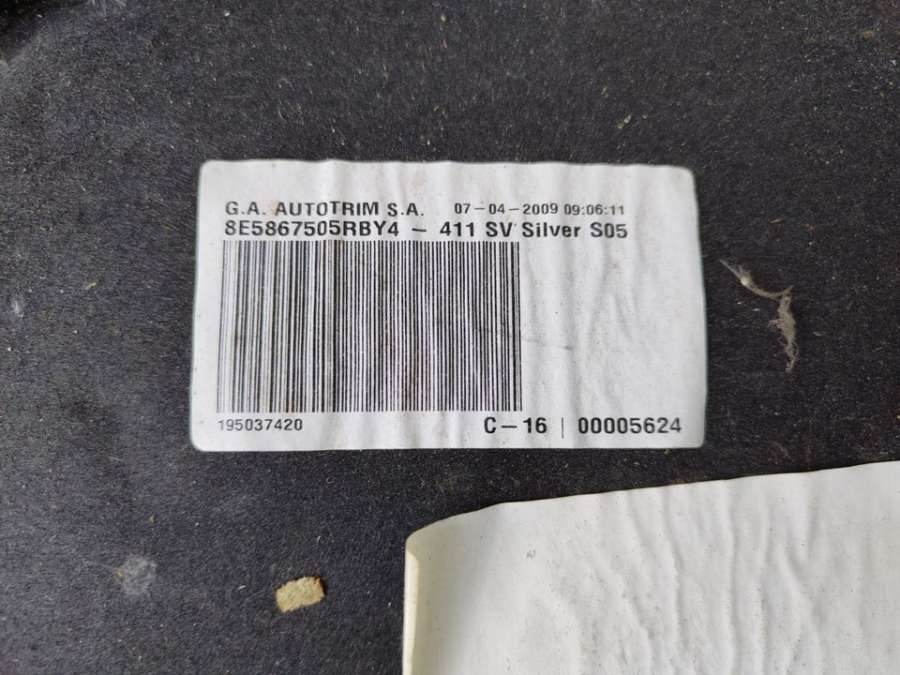 G.A. AUTOTRIM S.A. 07-04-2009 09:06:11
8E5867505RBY4 - 411 SV Silver S05
195037420 C-16 | 00005624